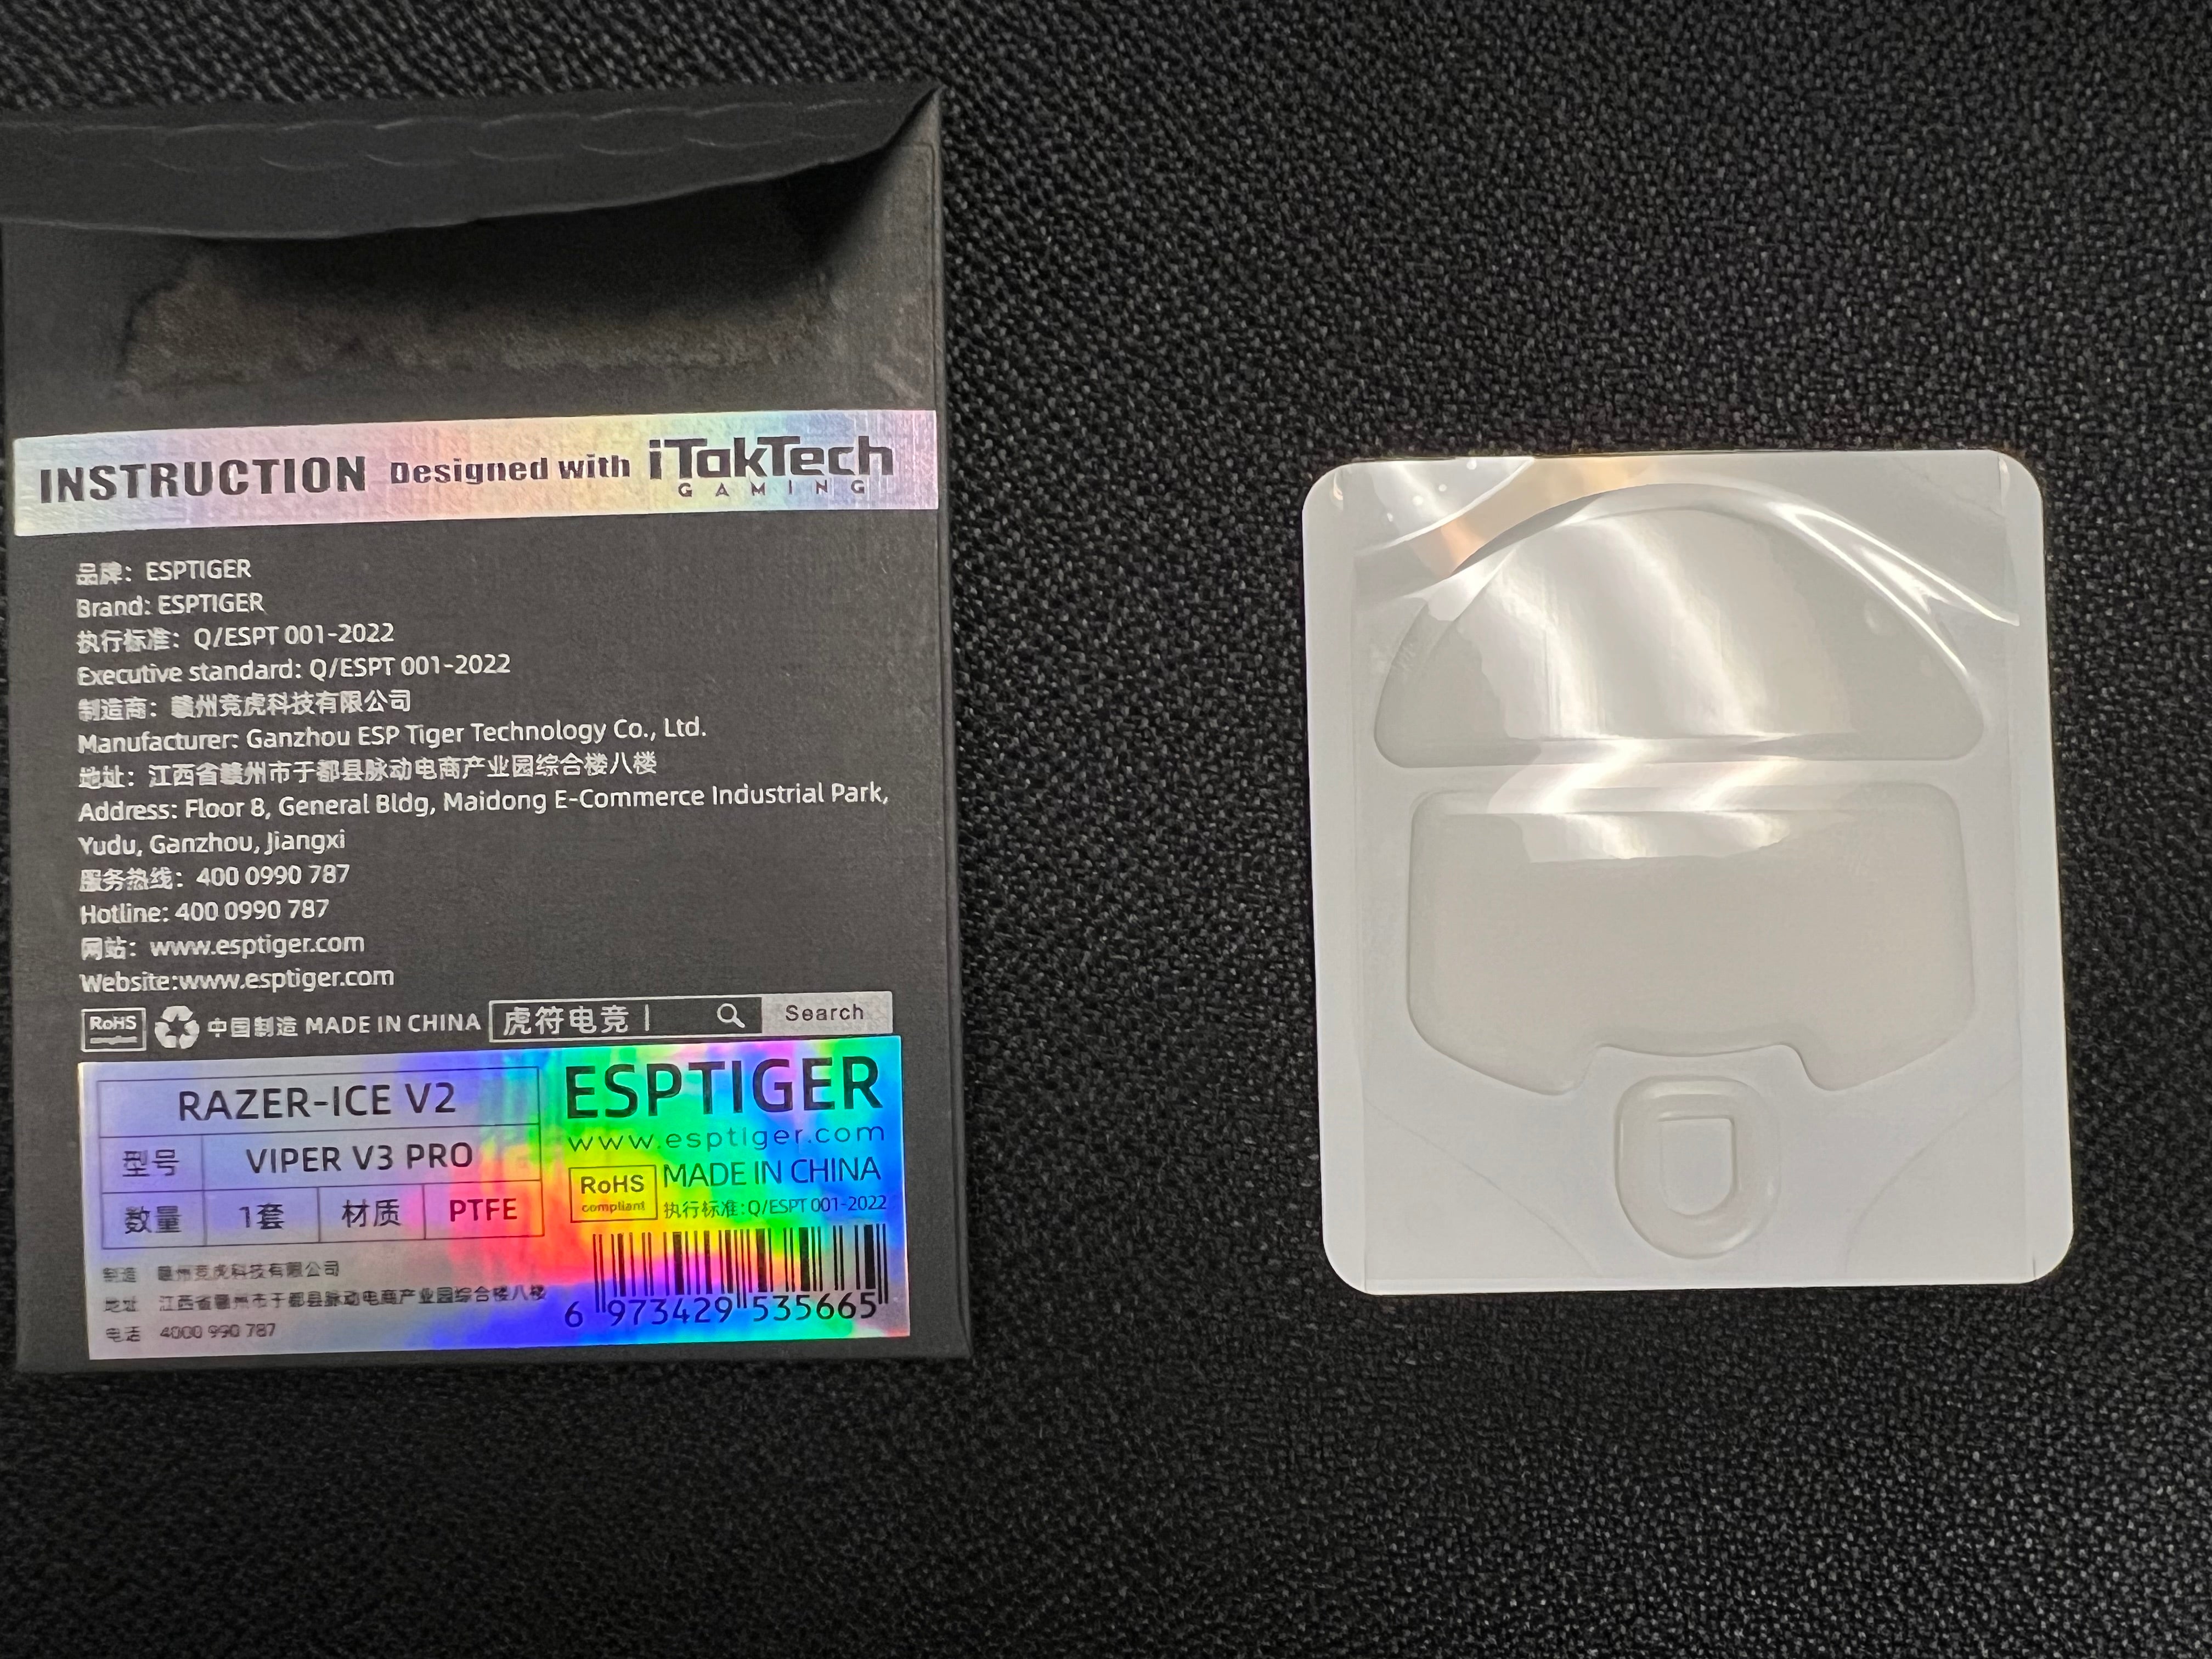 INSTRUCTION Designed with iTakTech
GAMING
品牌：ESPTIGER
Brand: ESPTIGER
执行标准：Q/ESPT 001-2022
Executive standard: Q/ESPT 001-2022
制造商：赣州竞虎科技有限公司
Manufacturer: Ganzhou ESP Tiger Technology Co., Ltd.
地址：江西省赣州市于都县脉动电商产业园综合楼八楼
Address: Floor 8, General Bldg, Maidong E-Commerce Industrial Park,
Yudu, Ganzhou, Jiangxi
服务热线：400 0990 787
Hotline: 400 0990 787
网站：www.esptiger.com
Website:www.esptiger.com
RoHS
compliant
中国制造 MADE IN CHINA
虎符电竞
Search
RAZER-ICE V2
型号 VIPER V3 PRO
数量 1套 材质 PTFE
制造 赣州竞虎科技有限公司
地址 江西省赣州市于都县脉动电商产业园综合楼八楼
电话 4000 990 787
ESPTIGER
www.esptiger.com
RoHS
compliant
MADE IN CHINA
执行标准:Q/ESPT 001-2022
6 973429 535665